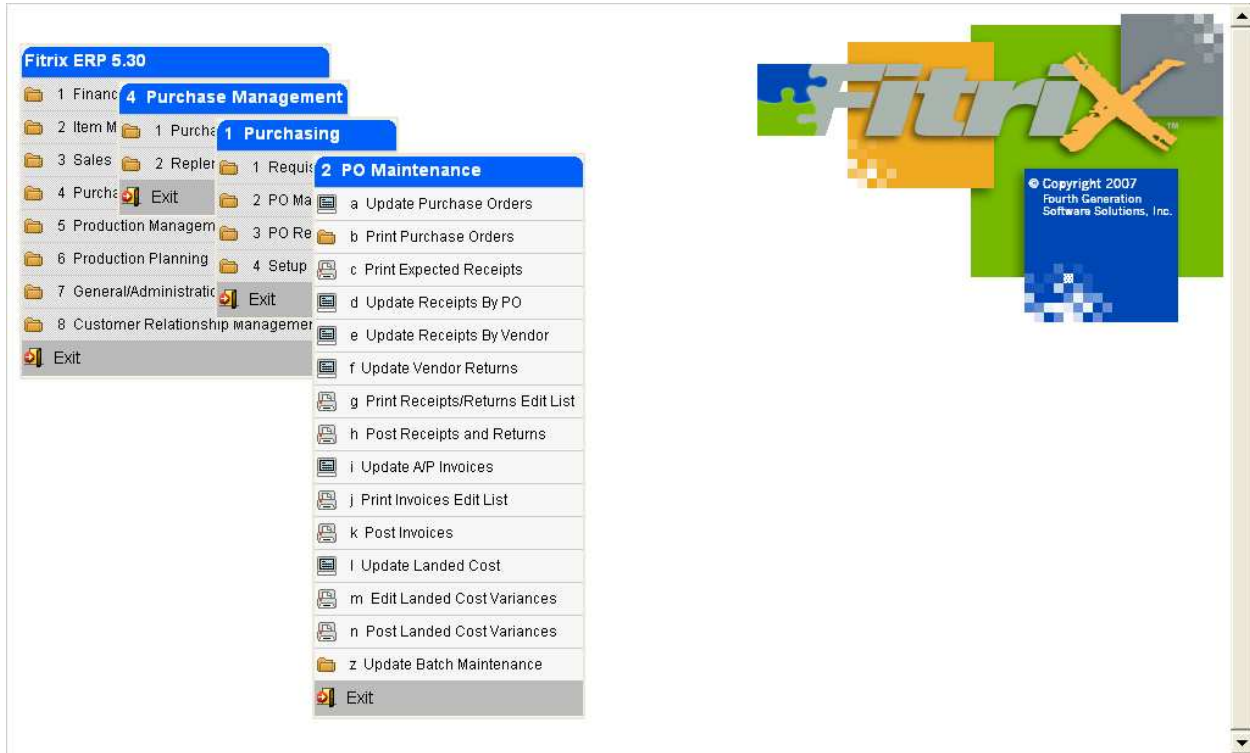 Fitrix ERP 5.30
1 Financ
2 Item M
3 Sales
4 Purcha
5 Production Managem
6 Production Planning
7 General/Administratic
8 Customer Relationship Managemer
Exit
4 Purchase Management
1 Purcha
2 Repler
Exit
1 Purchasing
1 Requis
2 PO Ma
3 PO Re
4 Setup
Exit
2 PO Maintenance
a Update Purchase Orders
b Print Purchase Orders
c Print Expected Receipts
d Update Receipts By PO
e Update Receipts By Vendor
f Update Vendor Returns
g Print Receipts/Returns Edit List
h Post Receipts and Returns
i Update A/P Invoices
j Print Invoices Edit List
k Post Invoices
l Update Landed Cost
m Edit Landed Cost Variances
n Post Landed Cost Variances
z Update Batch Maintenance
Exit
FitriX TM
© Copyright 2007
Fourth Generation
Software Solutions, Inc.